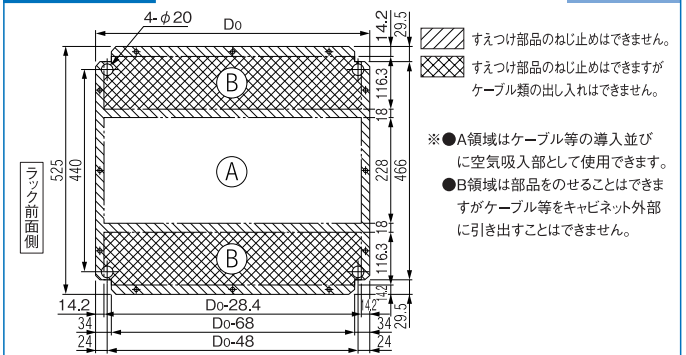 4-φ20
D0
14.2
29.5
すえつけ部品のねじ止めはできません。
すえつけ部品のねじ止めはできますが
ケーブル類の出し入れはできません。
※●A領域はケーブル等の導入並び
に空気吸入部として使用できます。
●B領域は部品をのせることはできま
すがケーブル等をキャビネット外部
に引き出すことはできません。
ラック前面側
525
440
B
A
B
116.3
18
228
18
116.3
14.2
466
29.5
14.2
D0-28.4
14.2
34
D0-68
34
24
D0-48
24